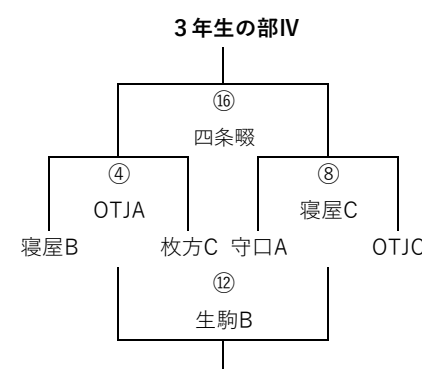 ３年生の部Ⅳ
⑯
四条畷
④ ⑧
OTJA 寝屋C
寝屋B 枚方C 守口A OTJC
⑫
生駒B